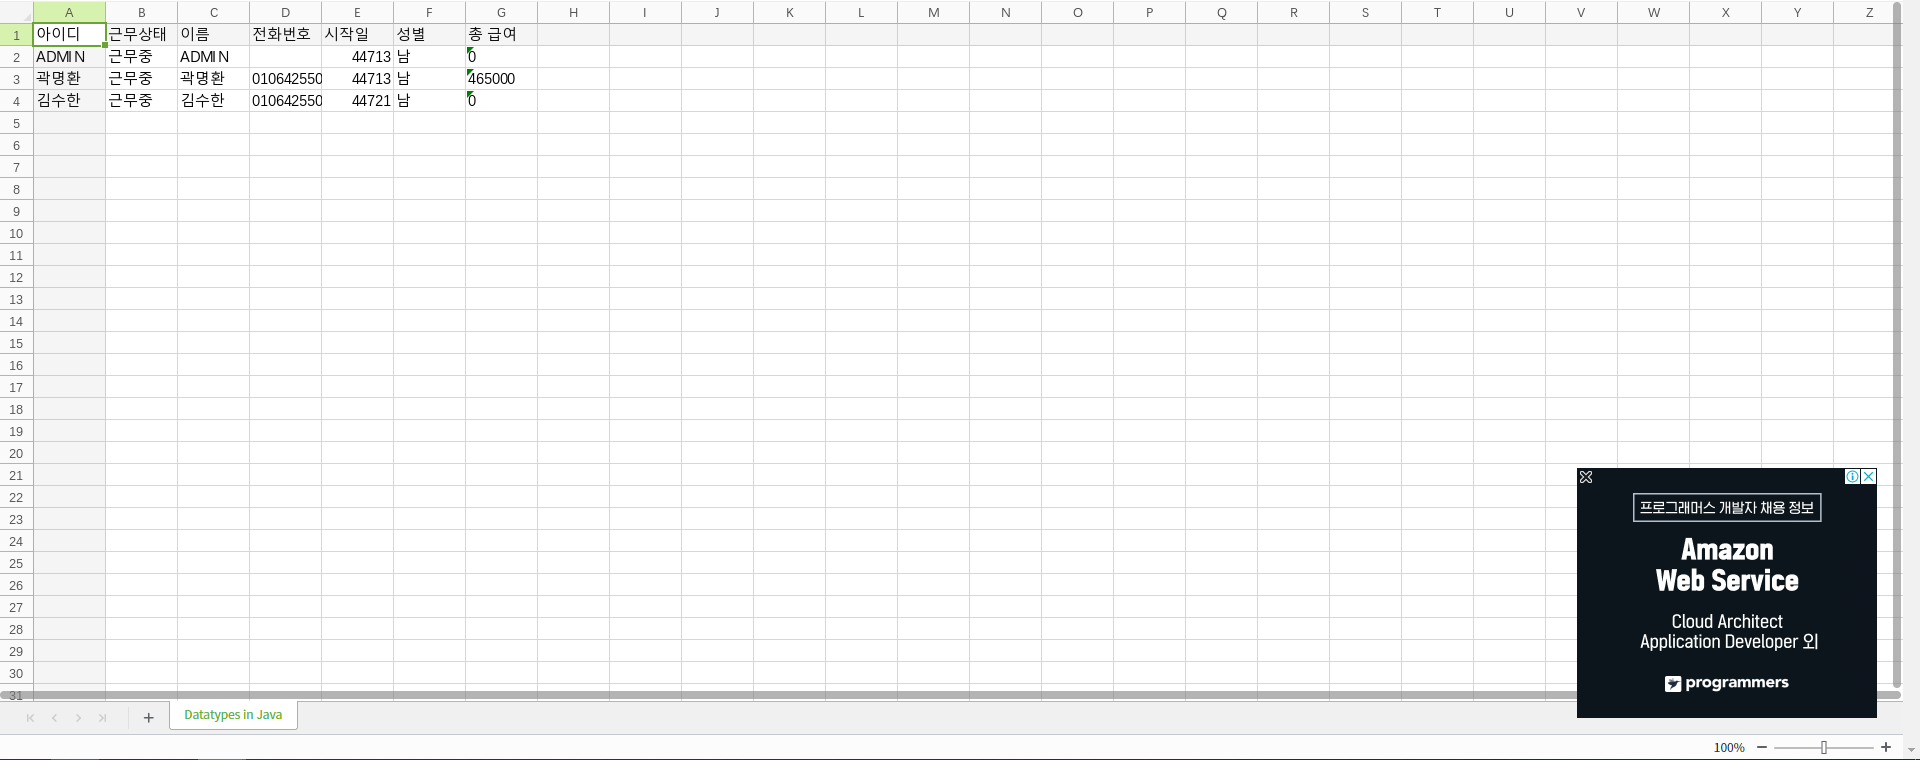 A B C D E F G H I J K L M N O P Q R S T U V W X Y Z
1 아이디 근무상태 이름 전화번호 시작일 성별 총 급여
2 ADMIN 근무중 ADMIN 44713 남 0
3 곽명환 근무중 곽명환 010642550 44713 남 465000
4 김수한 근무중 김수한 010642550 44721 남 0
5
6
7
8
9
10
11
12
13
14
15
16
17
18
19
20
21
22
23
24
25
26
27
28
29
30
31
프로그래머스 개발자 채용 정보
Amazon
Web Service
Cloud Architect
Application Developer 외
programmers
Datatypes in Java
100%